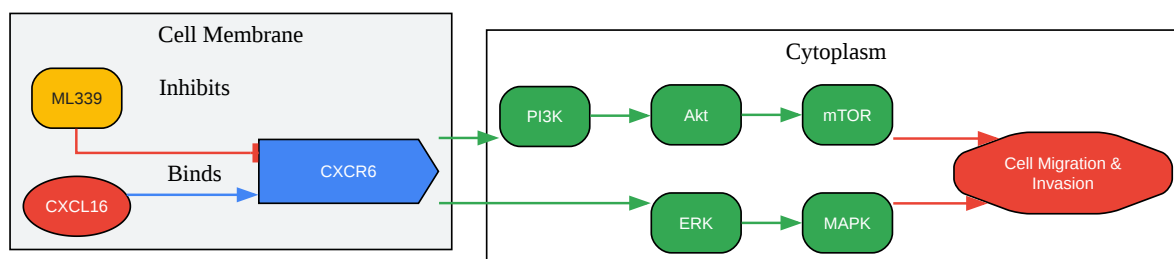 Cell Membrane
Cytoplasm
ML339
Inhibits
PI3K
Akt
mTOR
Binds
CXCR6
CXCL16
ERK
MAPK
Cell Migration &
Invasion